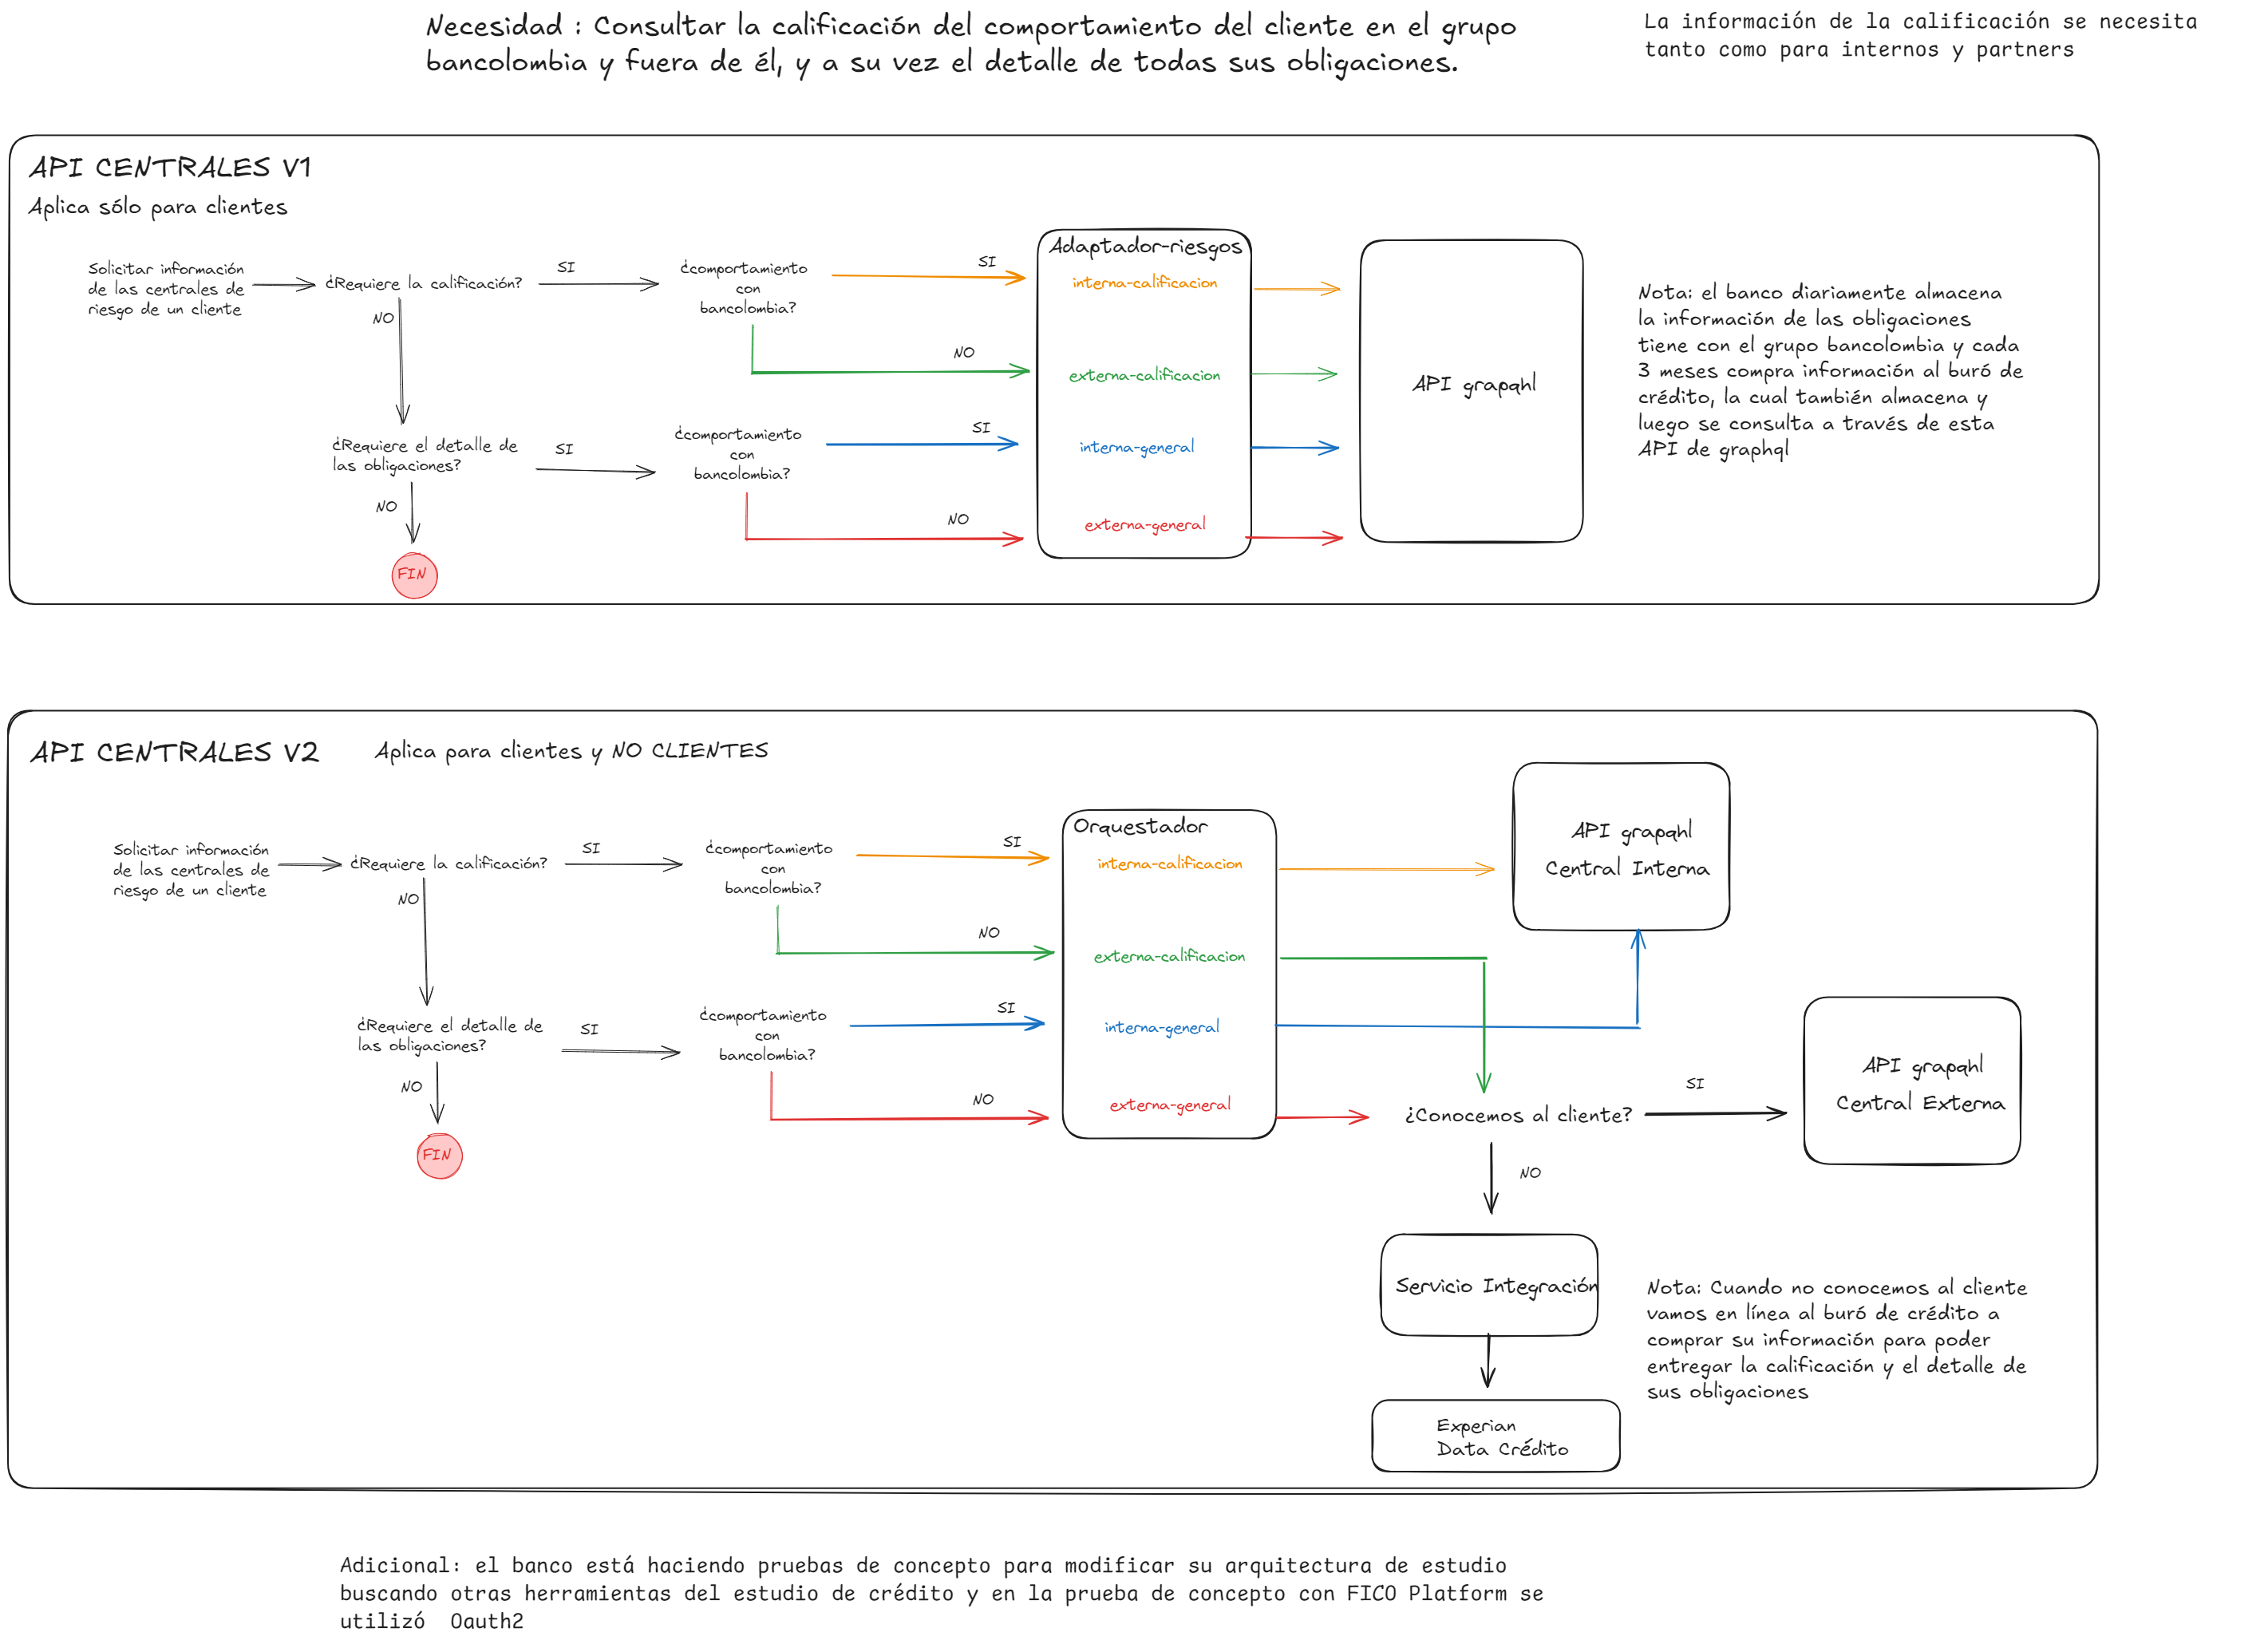 Necesidad : Consultar la calificación del comportamiento del cliente en el grupo
bancolombia y fuera de él, y a su vez el detalle de todas sus obligaciones.
La información de la calificación se necesita
tanto como para internos y partners
API CENTRALES V1
Aplica sólo para clientes
Solicitar información
de las centrales de
riesgo de un cliente
¿Requiere la calificación?
SI
NO
¿comportamiento
con
bancolombia?
SI
NO
¿Requiere el detalle de
las obligaciones?
SI
NO
¿comportamiento
con
bancolombia?
SI
NO
FIN
Adaptador-riesgos
interna-calificacion
externa-calificacion
interna-general
externa-general
API grapqhl
Nota: el banco diariamente almacena
la información de las obligaciones
tiene con el grupo bancolombia y cada
3 meses compra información al buró de
crédito, la cual también almacena y
luego se consulta a través de esta
API de graphql
API CENTRALES V2
Aplica para clientes y NO CLIENTES
Solicitar información
de las centrales de
riesgo de un cliente
¿Requiere la calificación?
SI
NO
¿comportamiento
con
bancolombia?
SI
NO
¿Requiere el detalle de
las obligaciones?
SI
NO
¿comportamiento
con
bancolombia?
SI
NO
FIN
Orquestador
interna-calificacion
externa-calificacion
interna-general
externa-general
API grapqhl
Central Interna
¿Conocemos al cliente?
SI
NO
API grapqhl
Central Externa
Servicio Integración
Experian
Data Crédito
Nota: Cuando no conocemos al cliente
vamos en línea al buró de crédito a
comprar su información para poder
entregar la calificación y el detalle de
sus obligaciones
Adicional: el banco está haciendo pruebas de concepto para modificar su arquitectura de estudio
buscando otras herramientas del estudio de crédito y en la prueba de concepto con FICO Platform se
utilizó  Oauth2